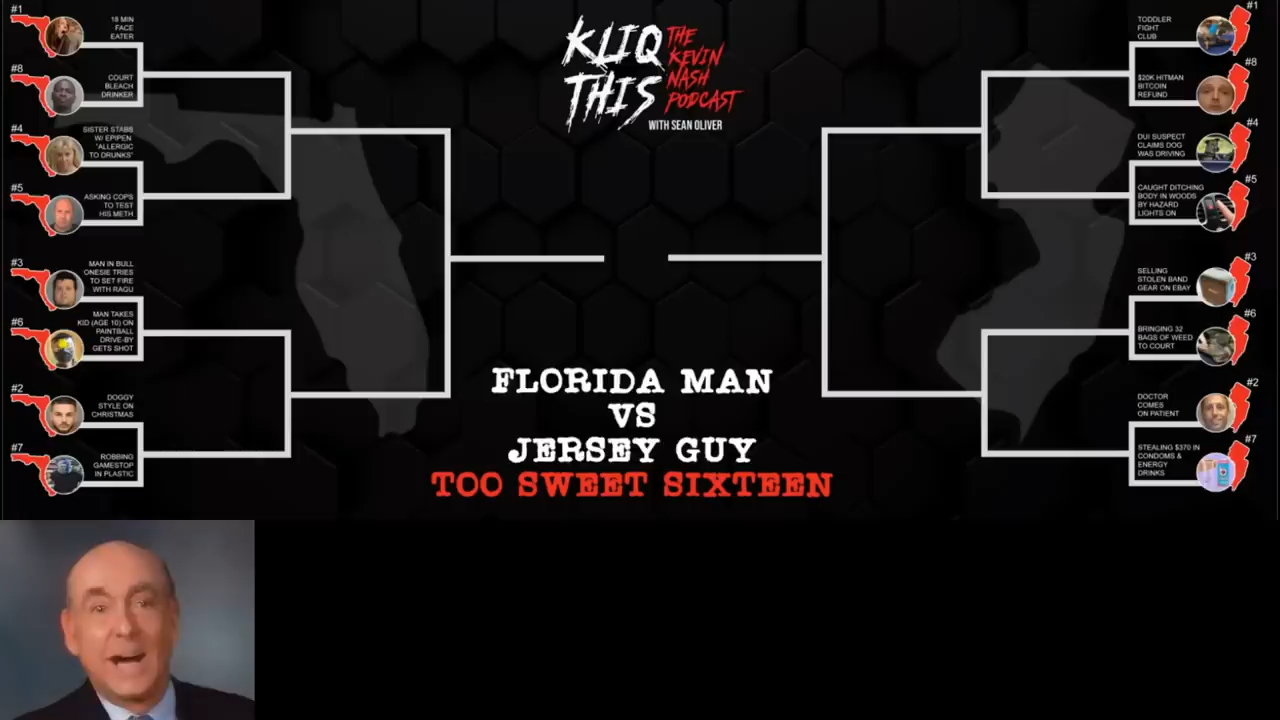 #1
18 MIN
FACE
EATER
#8
COURT
BLEACH
DRINKER
#4
SISTER STABS
W/ EPIPEN
"ALLERGIC
TO DRUNKS"
#5
ASKING COPS
TO TEST
HIS METH
#3
MAN IN BULL
ONESIE TRIES
TO SET FIRE
WITH RAGU
#6
MAN TAKES
KID (AGE 10) ON
PAINTBALL
DRIVE-BY
GETS SHOT
#2
DOGGY
STYLE ON
CHRISTMAS
#7
ROBBING
GAMESTOP
IN PLASTIC
KLIQ
THIS
THE
KEVIN
NASH
PODCAST
WITH SEAN OLIVER
FLORIDA MAN
VS
JERSEY GUY
TOO SWEET SIXTEEN
#1
TODDLER
FIGHT
CLUB
#8
$20K HITMAN
BITCOIN
REFUND
#4
DUI SUSPECT
CLAIMS DOG
WAS DRIVING
#5
CAUGHT DITCHING
BODY IN WOODS
BY HAZARD
LIGHTS ON
#3
SELLING
STOLEN BAND
GEAR ON EBAY
#6
BRINGING 32
BAGS OF WEED
TO COURT
#2
DOCTOR
COMES
ON PATIENT
#7
STEALING $370 IN
CONDOMS &
ENERGY
DRINKS